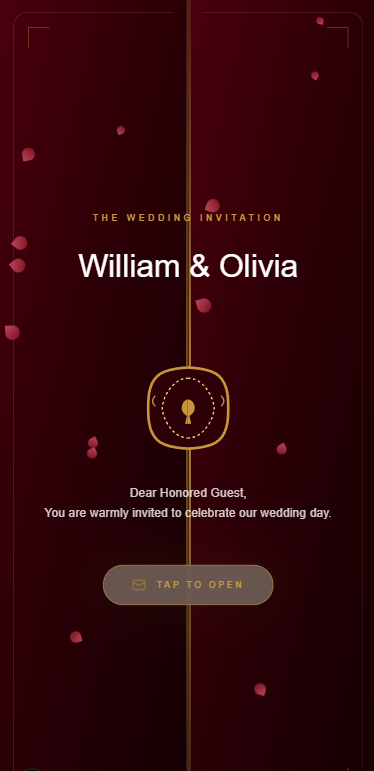 THE WEDDING INVITATION
William & Olivia
Dear Honored Guest,
You are warmly invited to celebrate our wedding day.
TAP TO OPEN